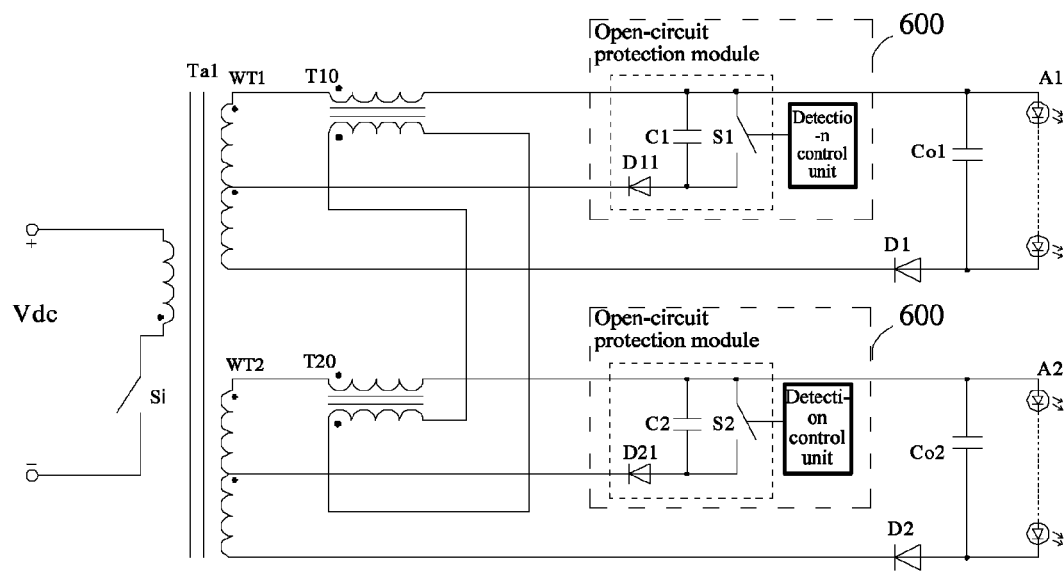 Open-circuit
protection module
600
Ta1
WT1
T10
A1
C1
S1
Detectio
-n
control
unit
Co1
D11
D1
+
Vdc
Si
−
Open-circuit
protection module
600
WT2
T20
A2
C2
S2
Detecti-
on
control
unit
Co2
D21
D2